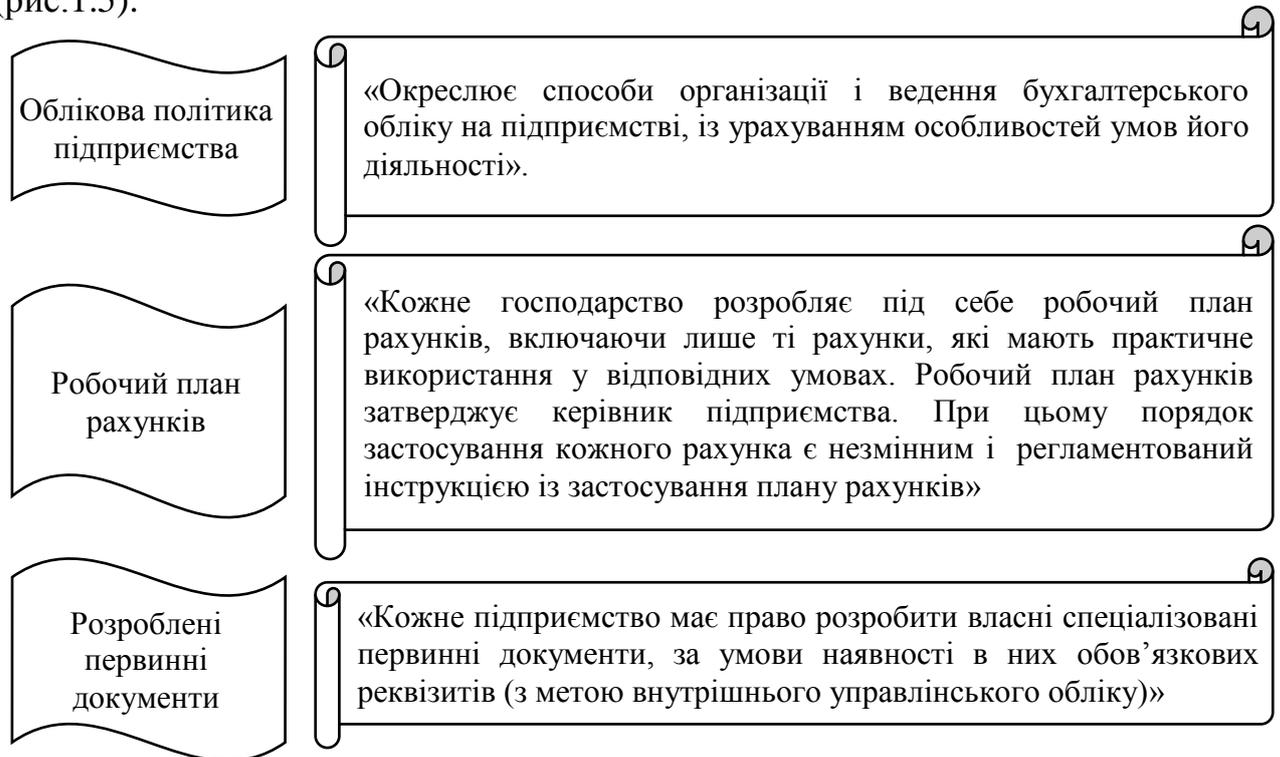 (рис.1.5).
Облікова політика
підприємства
«Окреслює способи організації і ведення бухгалтерського
обліку на підприємстві, із урахуванням особливостей умов його
діяльності».
Робочий план
рахунків
«Кожне господарство розробляє під себе робочий план
рахунків, включаючи лише ті рахунки, які мають практичне
використання у відповідних умовах. Робочий план рахунків
затверджує керівник підприємства. При цьому порядок
застосування кожного рахунка є незмінним і регламентований
інструкцією із застосування плану рахунків»
Розроблені
первинні
документи
«Кожне підприємство має право розробити власні спеціалізовані
первинні документи, за умови наявності в них обов’язкових
реквізитів (з метою внутрішнього управлінського обліку)»